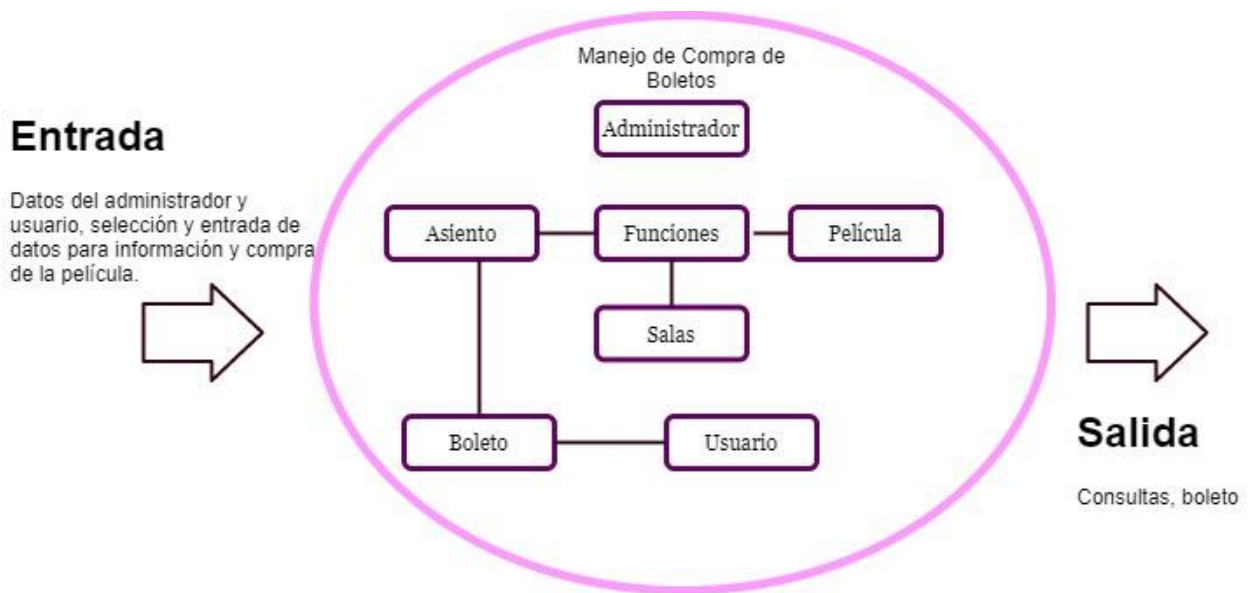 Manejo de Compra de
Boletos
Administrador
Entrada
Datos del administrador y
usuario, selección y entrada de
datos para información y compra
de la película.
Asiento
Funciones
Película
Salas
Boleto
Usuario
Salida
Consultas, boleto